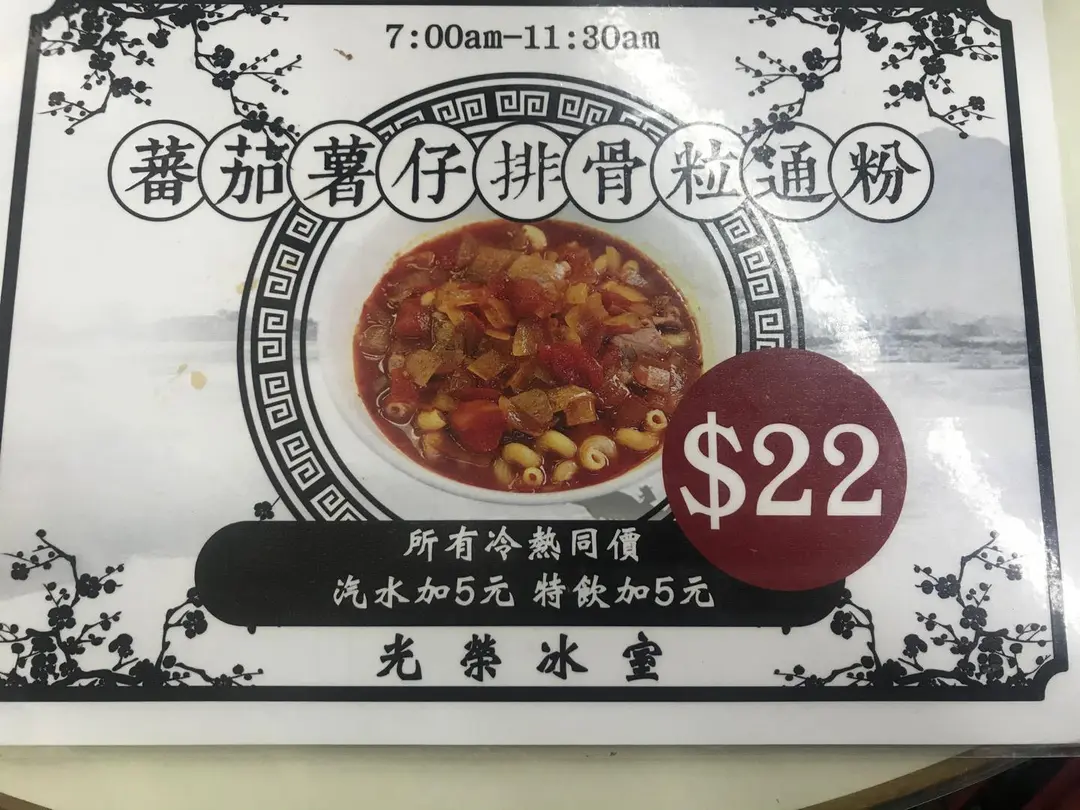 7:00am-11:30am
蕃茄薯仔排骨粒通粉
$22
所有冷熱同價
汽水加5元 特飲加5元
光榮冰室